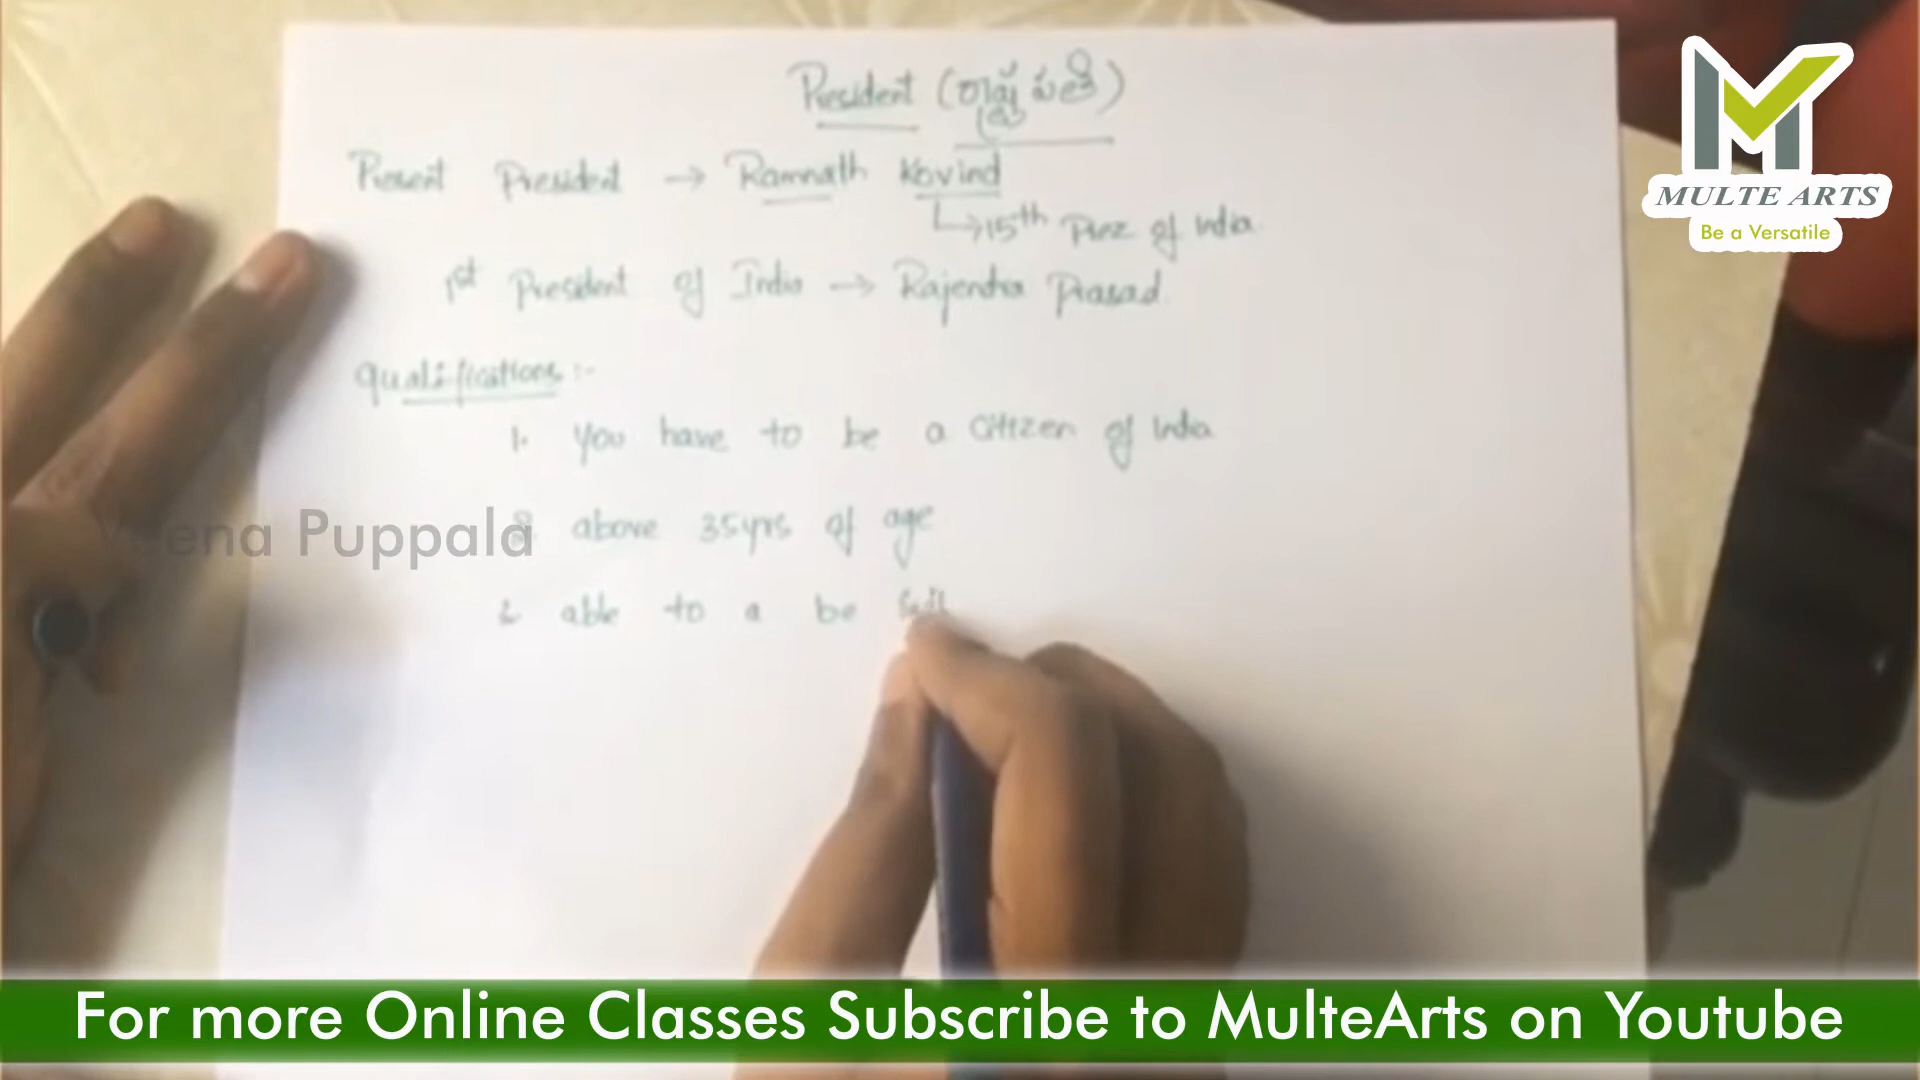 President (రాష్ట్రపతి)
Present President → Ramnath Kovind
→15th Prez of India
1st President of India → Rajendra Prasad
Qualifications :-
1. You have to be a citizen of India
above 35yrs of age
able to a be
Puppala
MULTE ARTS
Be a Versatile
For more Online Classes Subscribe to MulteArts on Youtube